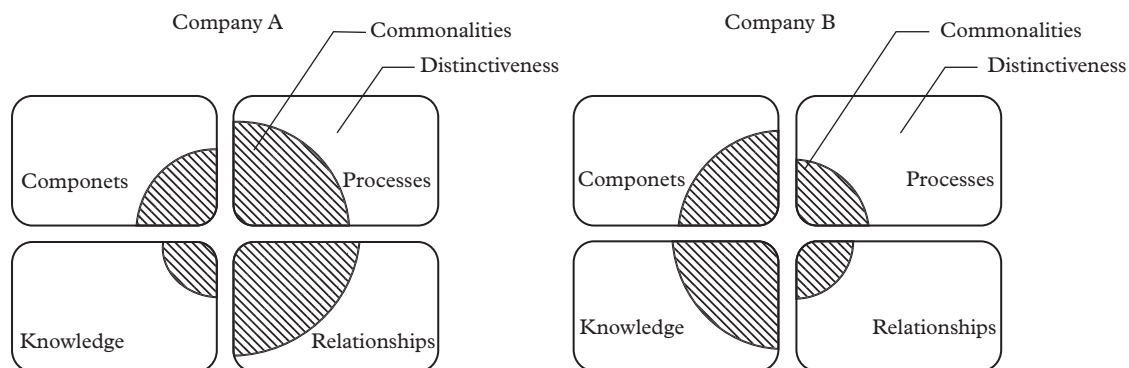 Company A
Commonalities
Distinctiveness
Componets
Processes
Knowledge
Relationships
Company B
Commonalities
Distinctiveness
Componets
Processes
Knowledge
Relationships